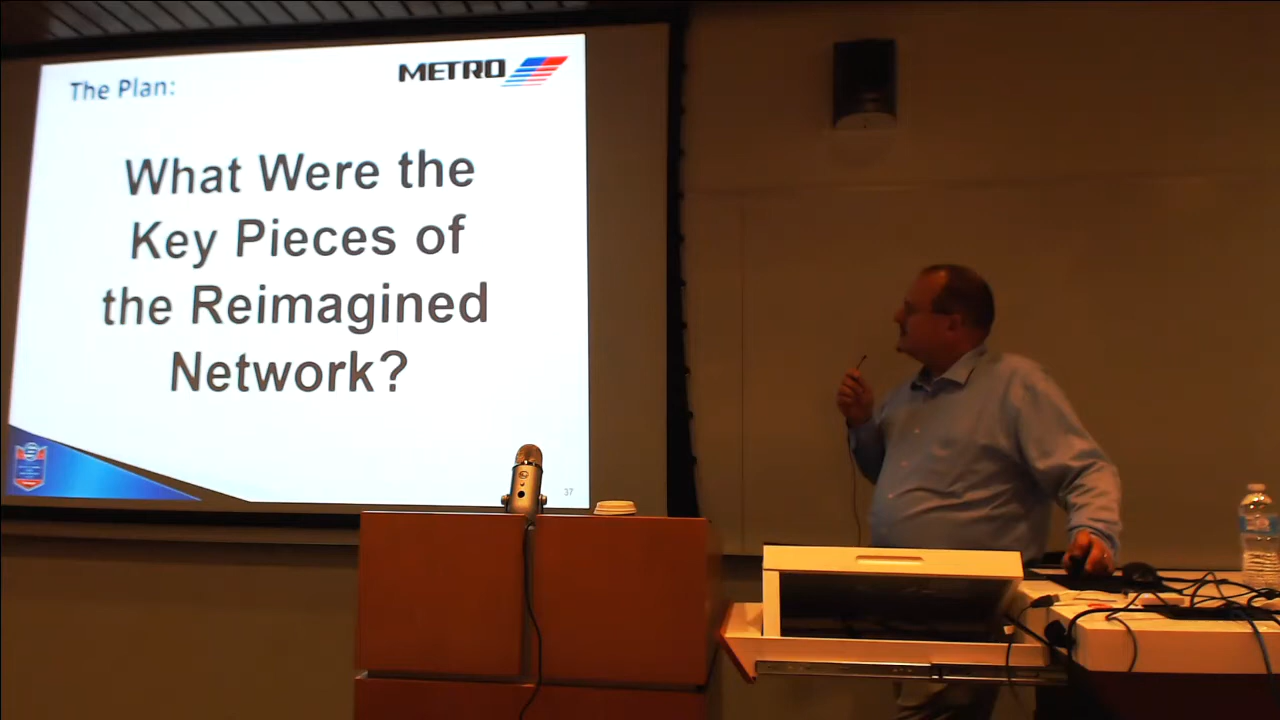 The Plan:
METRO
What Were the
Key Pieces of
the Reimagined
Network?
37